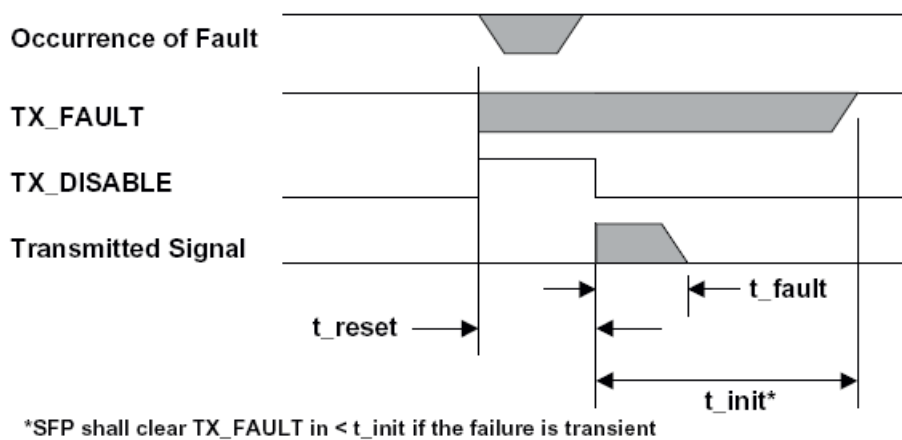 Occurrence of Fault
TX_FAULT
TX_DISABLE
Transmitted Signal
t_fault
t_reset
t_init*
*SFP shall clear TX_FAULT in < t_init if the failure is transient